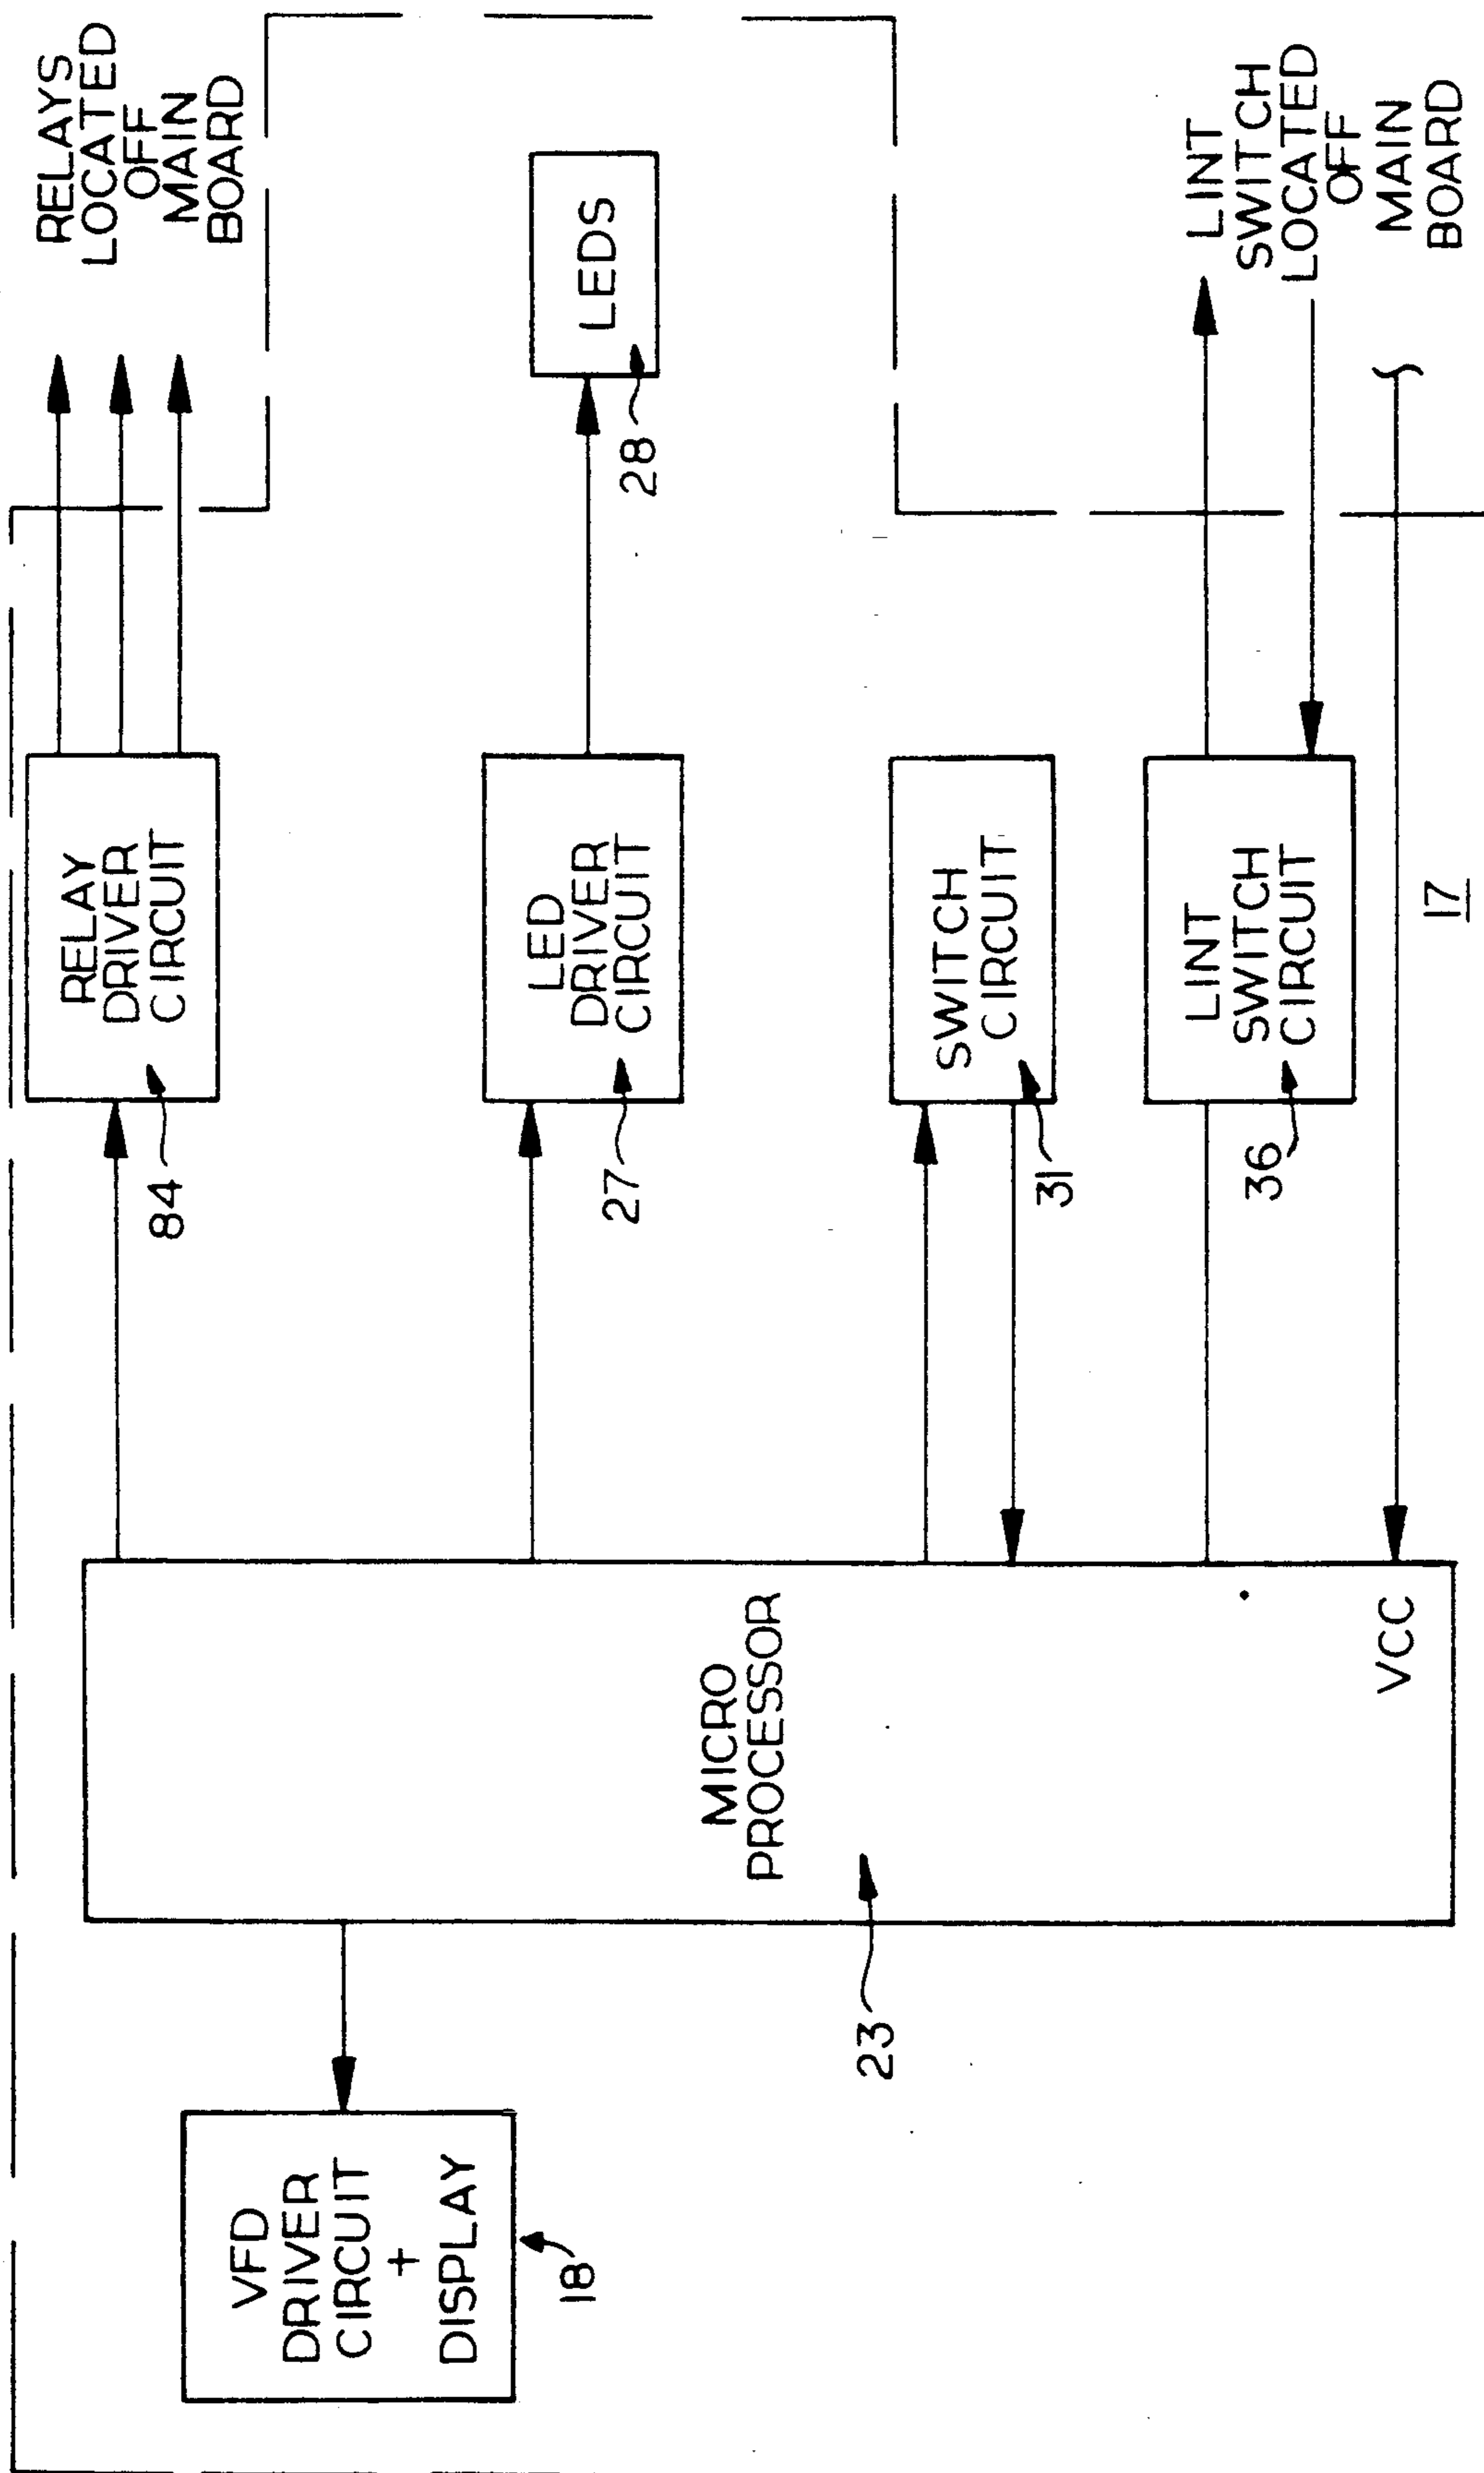 VFD
DRIVER
CIRCUIT
+
DISPLAY
18
MICRO
PROCESSOR
23
VCC
RELAY
DRIVER
CIRCUIT
84
LED
DRIVER
CIRCUIT
27
SWITCH
CIRCUIT
31
LINT
SWITCH
CIRCUIT
36
17
LEDS
28
RELAYS
LOCATED
OFF
MAIN
BOARD
LINT
SWITCH
LOCATED
OFF
MAIN
BOARD